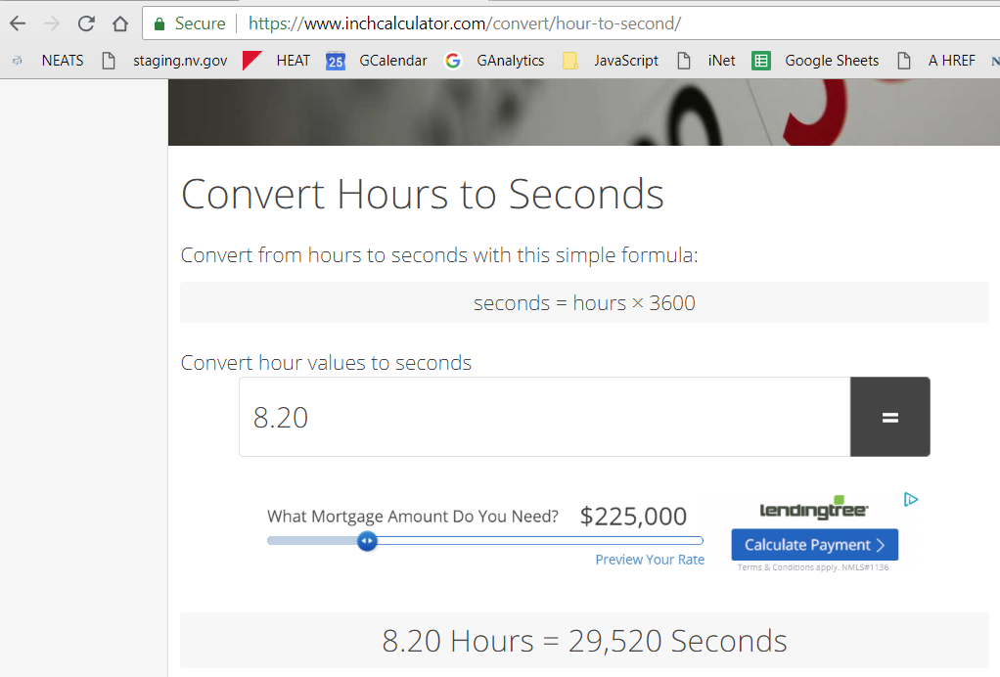 Secure https://www.inchcalculator.com/convert/hour-to-second/
NEATS staging.nv.gov HEAT 25 GCalendar G GAnalytics JavaScript iNet Google Sheets A HREF N
Convert Hours to Seconds
Convert from hours to seconds with this simple formula:
seconds = hours × 3600
Convert hour values to seconds
8.20 =
What Mortgage Amount Do You Need? $225,000 lendingtree
Calculate Payment >
Preview Your Rate Terms & Conditions apply. NMLS#1136
8.20 Hours = 29,520 Seconds